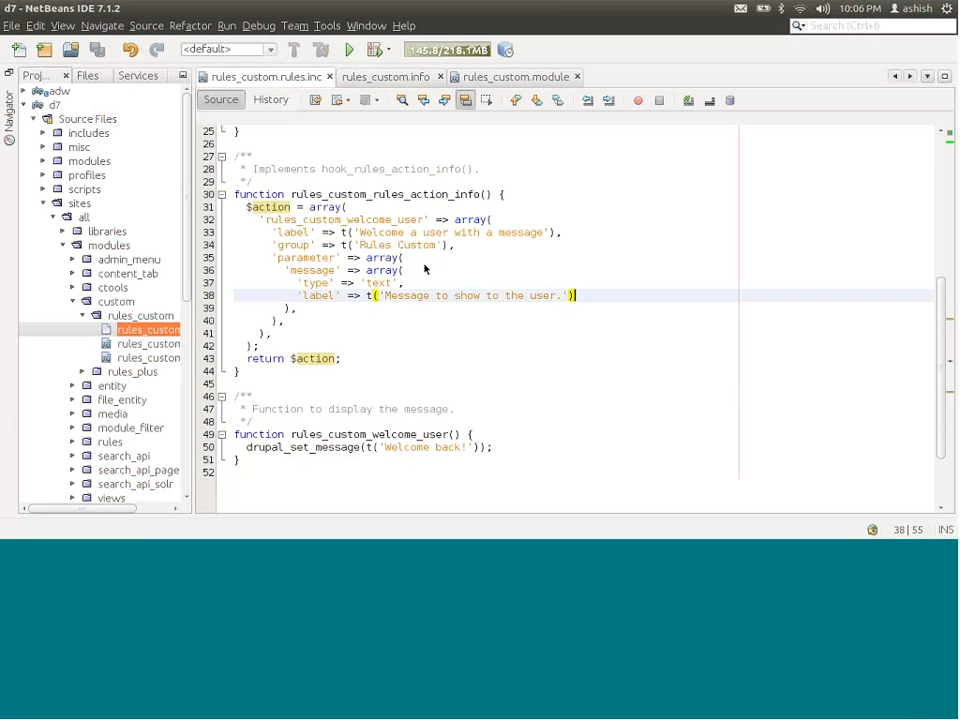 d7 - NetBeans IDE 7.1.2
10:06 PM
ashish
File Edit View Navigate Source Refactor Run Debug Team Tools Window Help
Search (Ctrl+I)
<default>
145.8/218.1MB
Proj...
Files
Services
rules_custom.rules.inc
rules_custom.info
rules_custom.module
Navigator
Source
History
adw
d7
Source Files
includes
misc
modules
profiles
scripts
sites
all
libraries
modules
admin_menu
content_tab
ctools
custom
rules_custom
rules_custom
rules_custom
rules_custom
rules_plus
entity
file_entity
media
module_filter
rules
search_api
search_api_page
search_api_solr
views
25 }
26
27 /**
28 * Implements hook_rules_action_info().
29 */
30 function rules_custom_rules_action_info() {
31 $action = array(
32 'rules_custom_welcome_user' => array(
33 'label' => t('Welcome a user with a message'),
34 'group' => t('Rules Custom'),
35 'parameter' => array(
36 'message' => array(
37 'type' => 'text',
38 'label' => t('Message to show to the user.')
39 ),
40 ),
41 ),
42 );
43 return $action;
44 }
45
46 /**
47 * Function to display the message.
48 */
49 function rules_custom_welcome_user() {
50 drupal_set_message(t('Welcome back!'));
51 }
52
38|55
INS